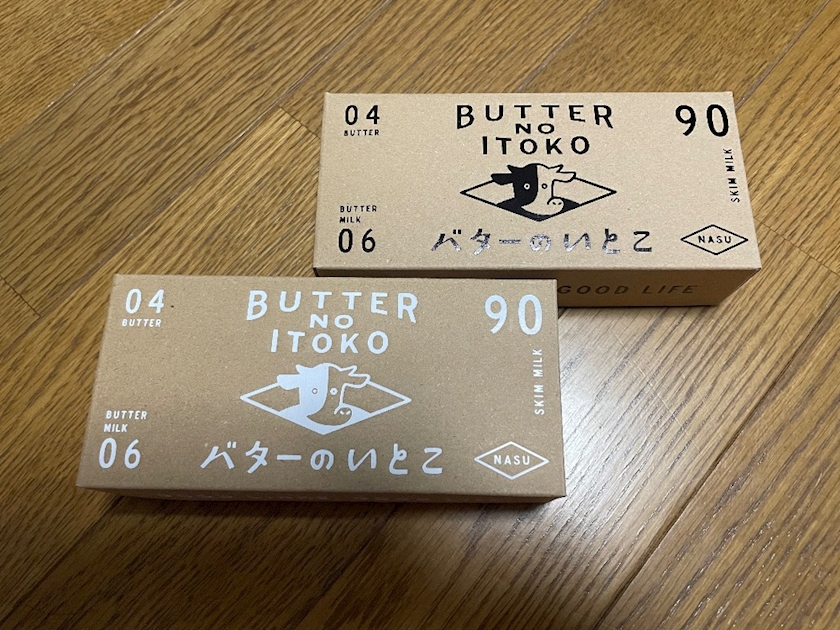 04
BUTTER
BUTTER
NO
ITOKO
90
SKIM MILK
BUTTER
MILK
06
バターのいとこ
NASU
GOOD LIFE
04
BUTTER
BUTTER
NO
ITOKO
90
SKIM MILK
BUTTER
MILK
06
バターのいとこ
NASU